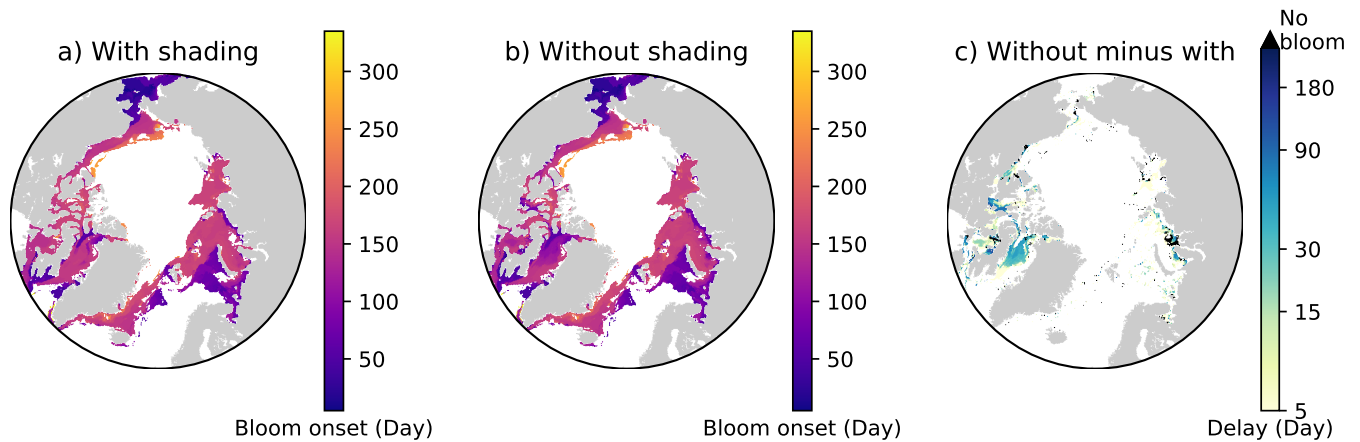 a) With shading
300
250
200
150
100
50
Bloom onset (Day)
b) Without shading
300
250
200
150
100
50
Bloom onset (Day)
c) Without minus with
No
bloom
180
90
30
15
5
Delay (Day)